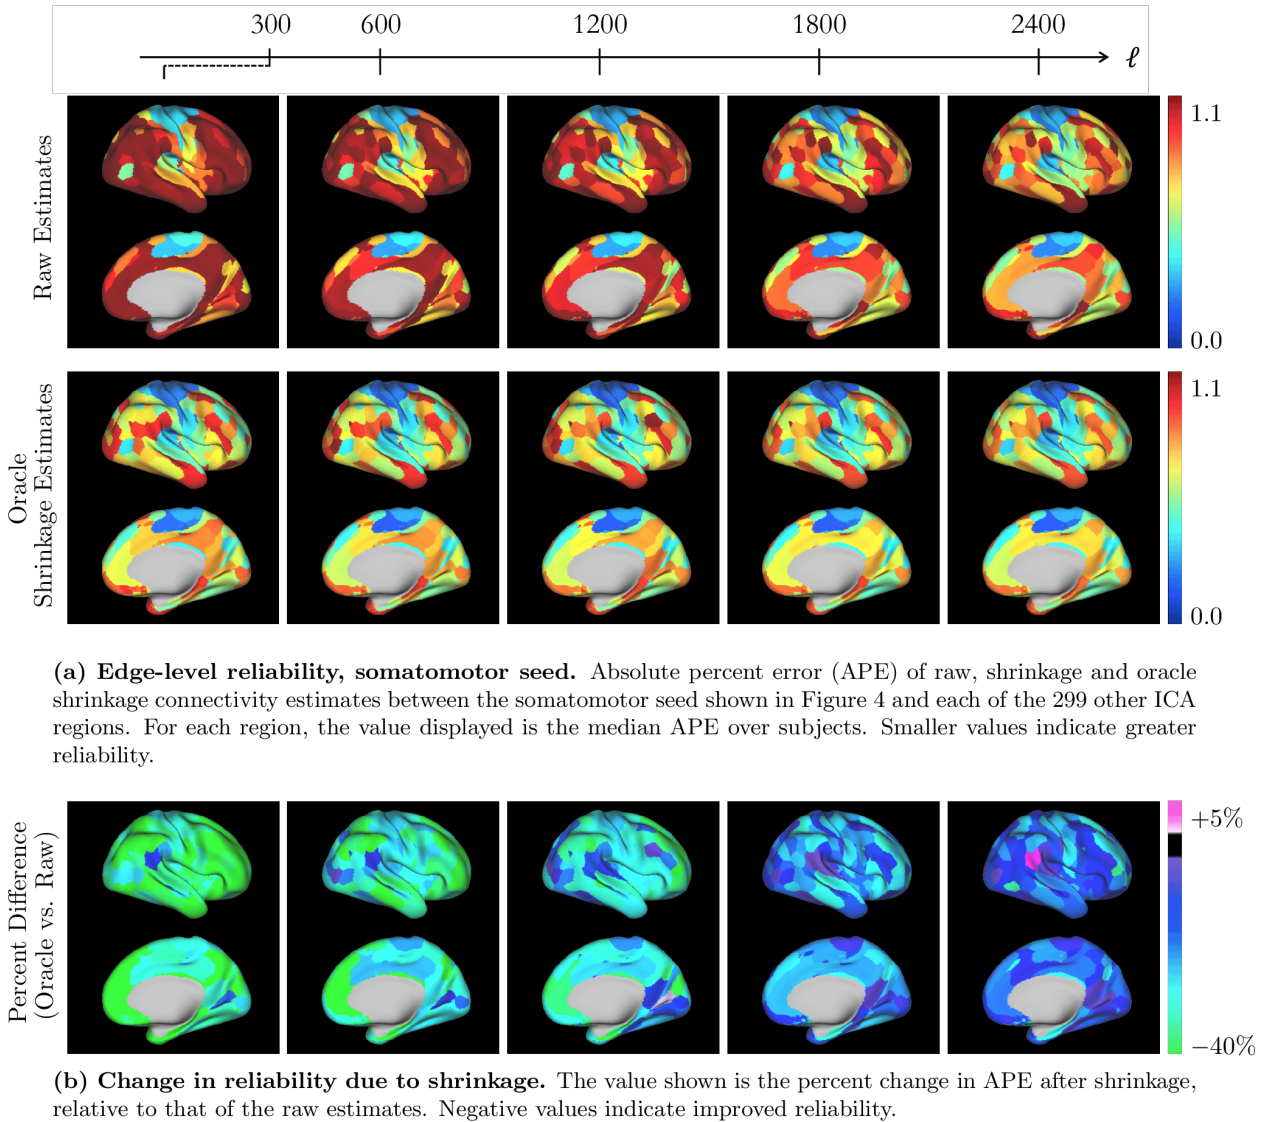 300 600 1200 1800 2400
ℓ
Raw Estimates
1.1
0.0
Oracle
Shrinkage Estimates
1.1
0.0
(a) Edge-level reliability, somatomotor seed. Absolute percent error (APE) of raw, shrinkage and oracle
shrinkage connectivity estimates between the somatomotor seed shown in Figure 4 and each of the 299 other ICA
regions. For each region, the value displayed is the median APE over subjects. Smaller values indicate greater
reliability.
Percent Difference
(Oracle vs. Raw)
+5%
−40%
(b) Change in reliability due to shrinkage. The value shown is the percent change in APE after shrinkage,
relative to that of the raw estimates. Negative values indicate improved reliability.